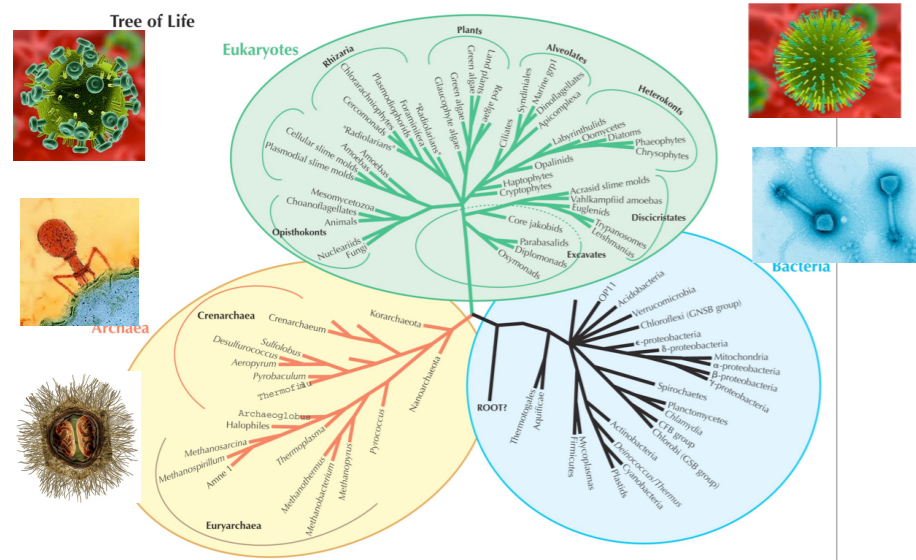 Tree of Life
Eukaryotes
Rhizaria
Plants
Alveolates
Heterokonts
Cercomonads
Chlorarachniophytes
Plasmodiophorids
"Radiolarians"
Foraminifera
"Radiolarians"
Glaucophyte algae
Green algae
Green algae
Land plants
Red algae
Ciliates
Syndiniales
Marine grp I
Dinoflagellates
Apicomplexa
Labyrinthulids
Oomycetes
Diatoms
Phaeophytes
Chrysophytes
Opalinids
Haptophytes
Cryptophytes
Cellular slime molds
Plasmodial slime molds
Amoebas
Amoebas
Mesomycetozoa
Choanoflagellates
Animals
Opisthokonts
Nucleariids
Fungi
Acrasid slime molds
Vahlkampfiid amoebas
Euglenids
Trypanosomes
Leishmanias
Discicristates
Core jakobids
Parabasalids
Diplomonads
Oxymonads
Excavates
Archaea
Crenarchaea
Crenarchaeum
Korarchaeota
Desulfurococcus
Sulfolobus
Aeropyrum
Pyrobaculum
Nanoarchaeota
Archaeoglobus
Halophiles
Methanosarcina
Methanospirillum
Amne 1
Thermoplasma
Methanothermus
Methanobacterium
Methanopyrus
Pyrococcus
Euryarchaea
Bacteria
ROOT?
OP11
Acidobacteria
Verrucomicrobia
Chloroflexi (GNSB group)
ϵ-proteobacteria
δ-proteobacteria
Mitochondria
α-proteobacteria
β-proteobacteria
γ-proteobacteria
Spirochaetes
Planctomycetes
Chlamydia
CFB group
Chlorobi (GSB group)
Actinobacteria
Deinococcus/Thermus
Cyanobacteria
Plastids
Mycoplasmas
Firmicutes
Thermotogales
Aquificae